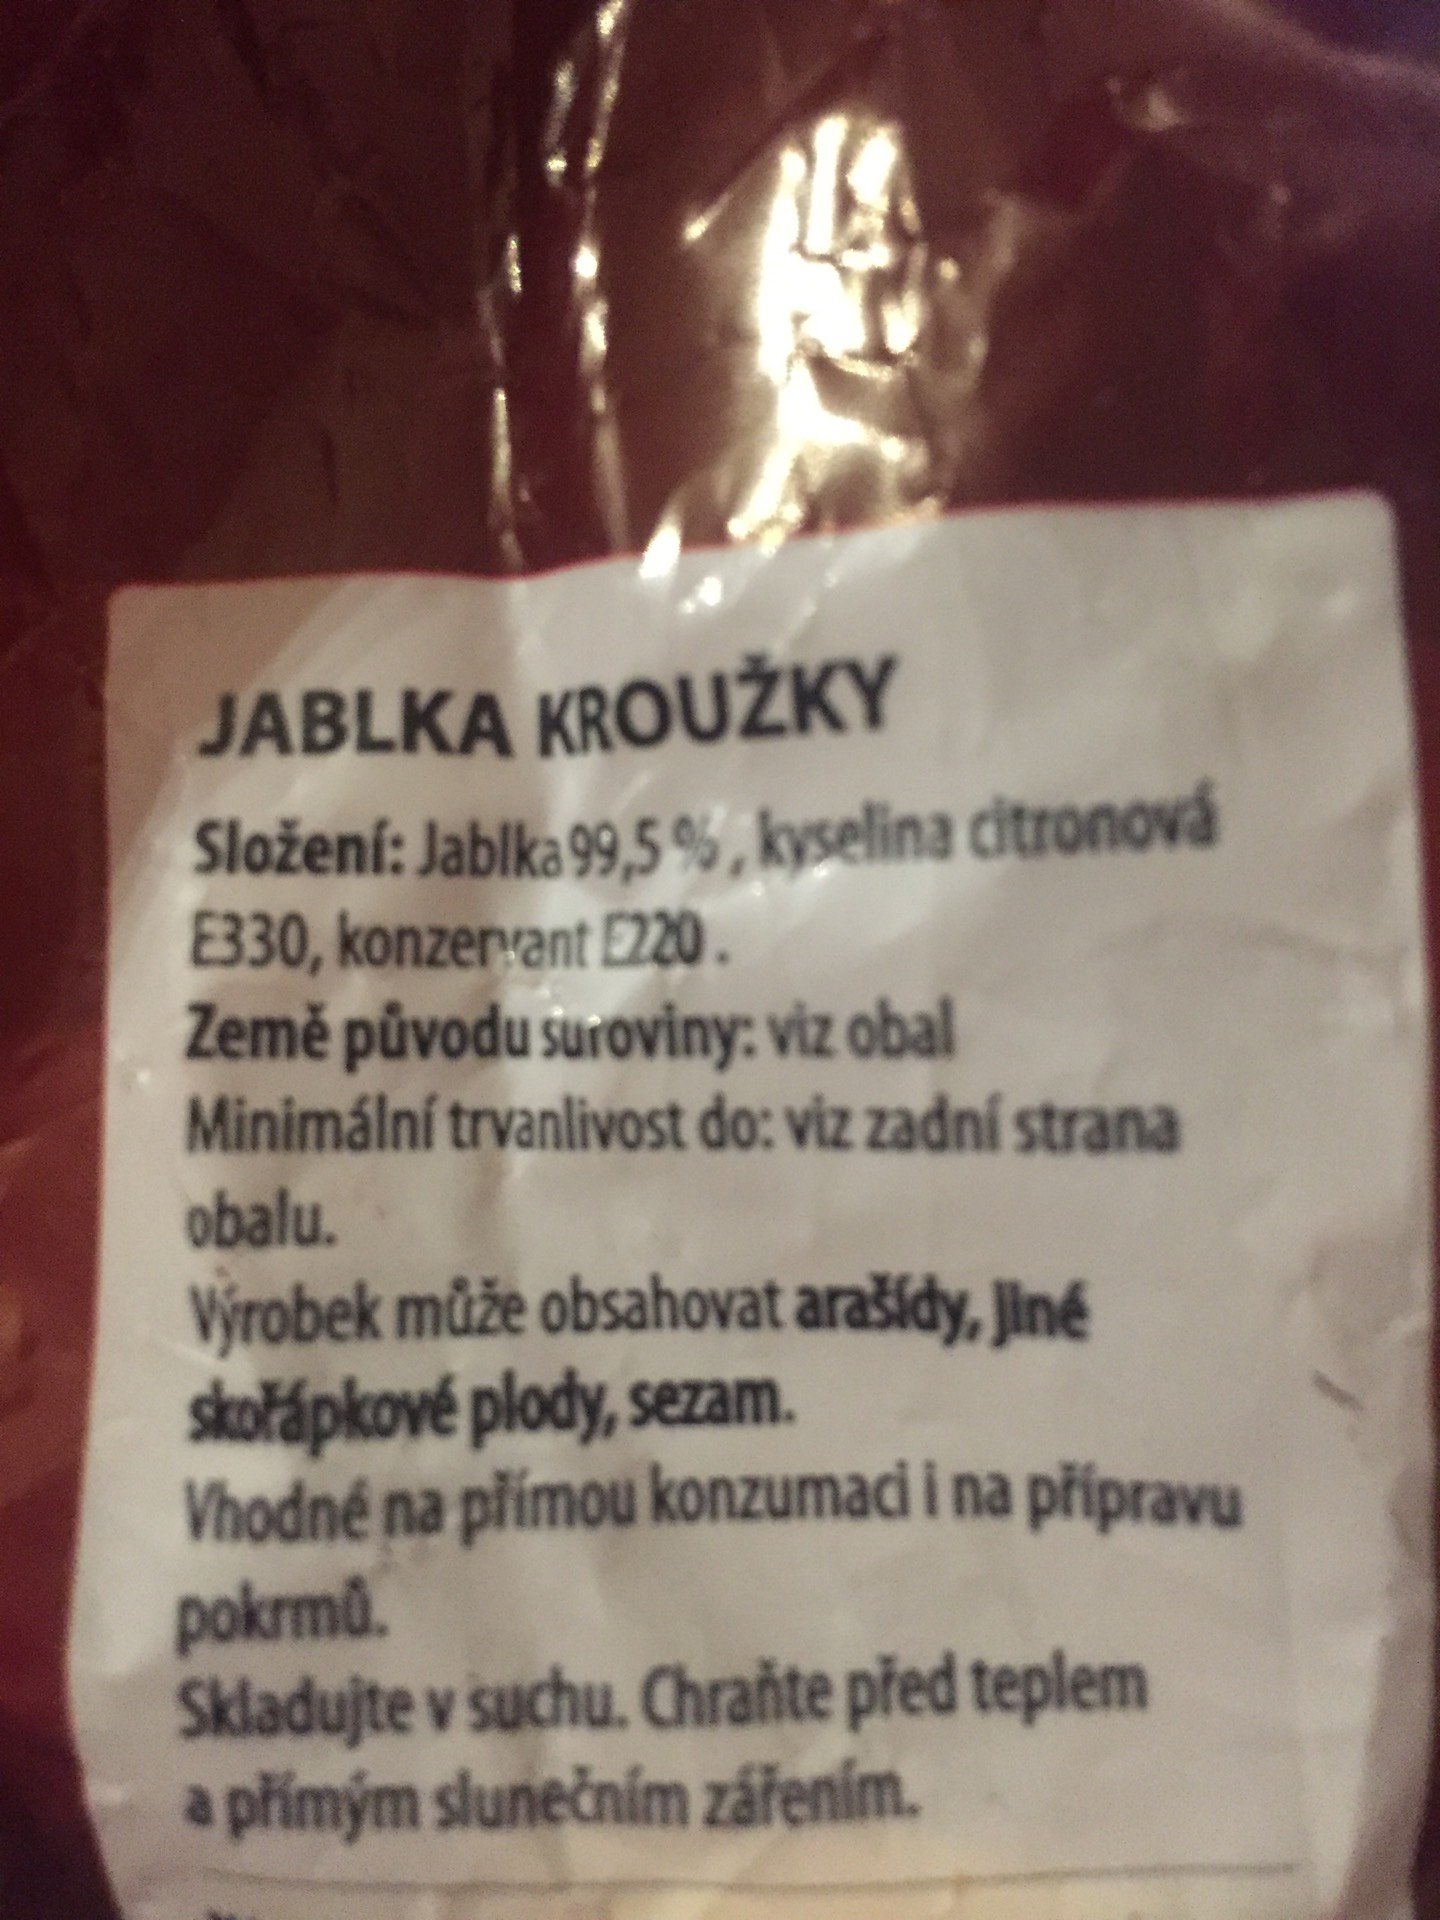 JABLKA KROUŽKY
Složení: Jablka 99,5 % , kyselina citronová
E330, konzervant E220 .
Země původu suroviny: viz obal
Minimální trvanlivost do: viz zadní strana
obalu.
Výrobek může obsahovat arašídy, jiné
skořápkové plody, sezam.
Vhodné na přímou konzumaci i na přípravu
pokrmů.
Skladujte v suchu. Chraňte před teplem
a přímým slunečním zářením.